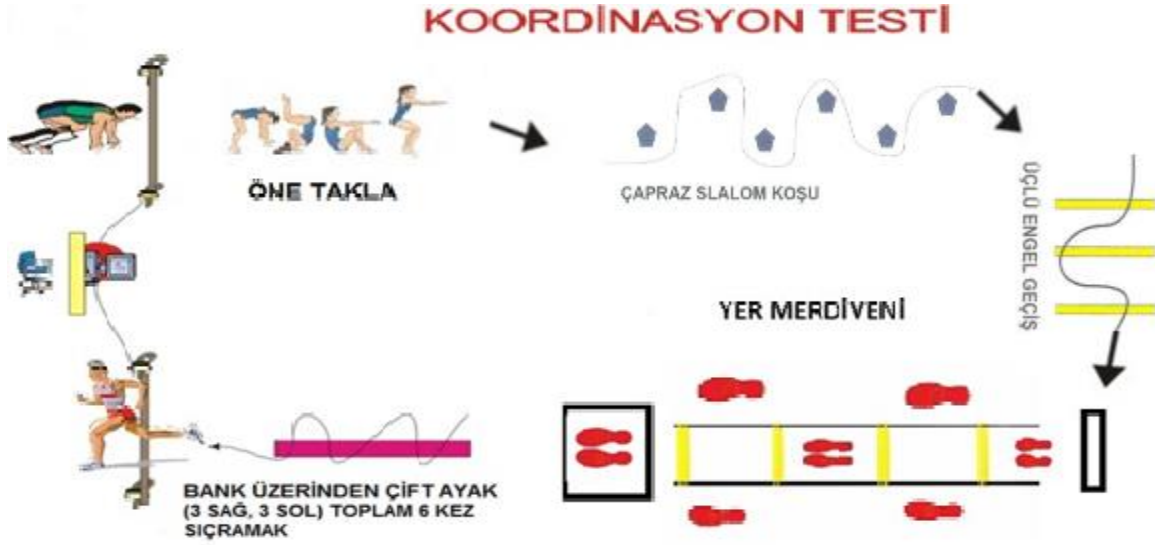 KOORDİNASYON TESTİ
ÖNE TAKLA
ÇAPRAZ SLALOM KOŞU
ÜÇLÜ ENGEL GEÇİŞ
YER MERDİVENİ
BANK ÜZERİNDEN ÇİFT AYAK
(3 SAĞ, 3 SOL) TOPLAM 6 KEZ
SIÇRAMAK